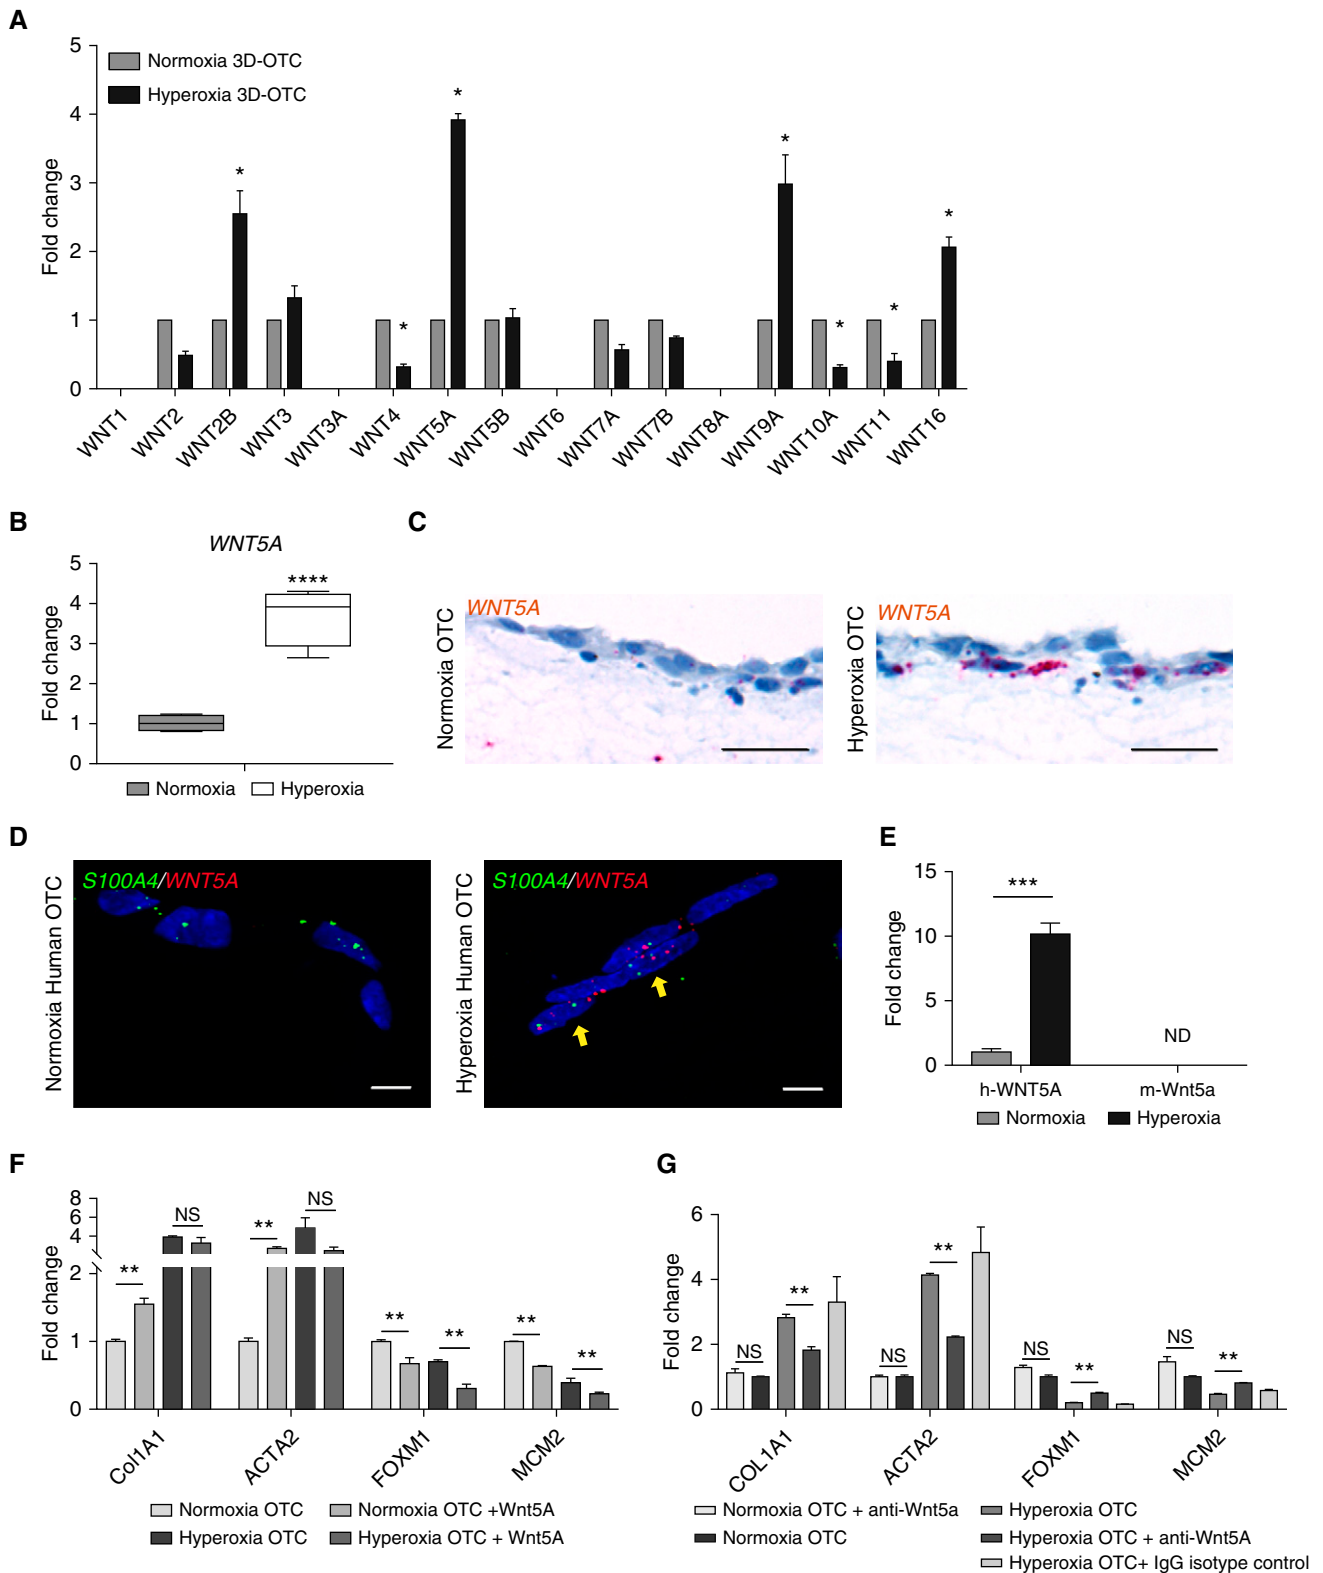 A
5
4
3
2
1
0
Fold change
Normoxia 3D-OTC
Hyperoxia 3D-OTC
*
*
*
*
*
*
*
WNT1
WNT2
WNT2B
WNT3
WNT3A
WNT4
WNT5A
WNT5B
WNT6
WNT7A
WNT7B
WNT8A
WNT9A
WNT10A
WNT11
WNT16
B
WNT5A
5
4
3
2
1
0
Fold change
****
Normoxia
Hyperoxia
C
Normoxia OTC
WNT5A
Hyperoxia OTC
WNT5A
D
Normoxia Human OTC
S100A4/WNT5A
Hyperoxia Human OTC
S100A4/WNT5A
E
15
10
5
0
Fold change
***
ND
h-WNT5A
m-Wnt5a
Normoxia
Hyperoxia
F
8
6
4
2
1
0
Fold change
**
NS
**
NS
**
**
**
**
Col1A1
ACTA2
FOXM1
MCM2
Normoxia OTC
Normoxia OTC +Wnt5A
Hyperoxia OTC
Hyperoxia OTC + Wnt5A
G
6
4
2
0
Fold change
NS
**
NS
**
NS
**
NS
**
COL1A1
ACTA2
FOXM1
MCM2
Normoxia OTC + anti-Wnt5a
Normoxia OTC
Hyperoxia OTC
Hyperoxia OTC + anti-Wnt5A
Hyperoxia OTC+ IgG isotype control